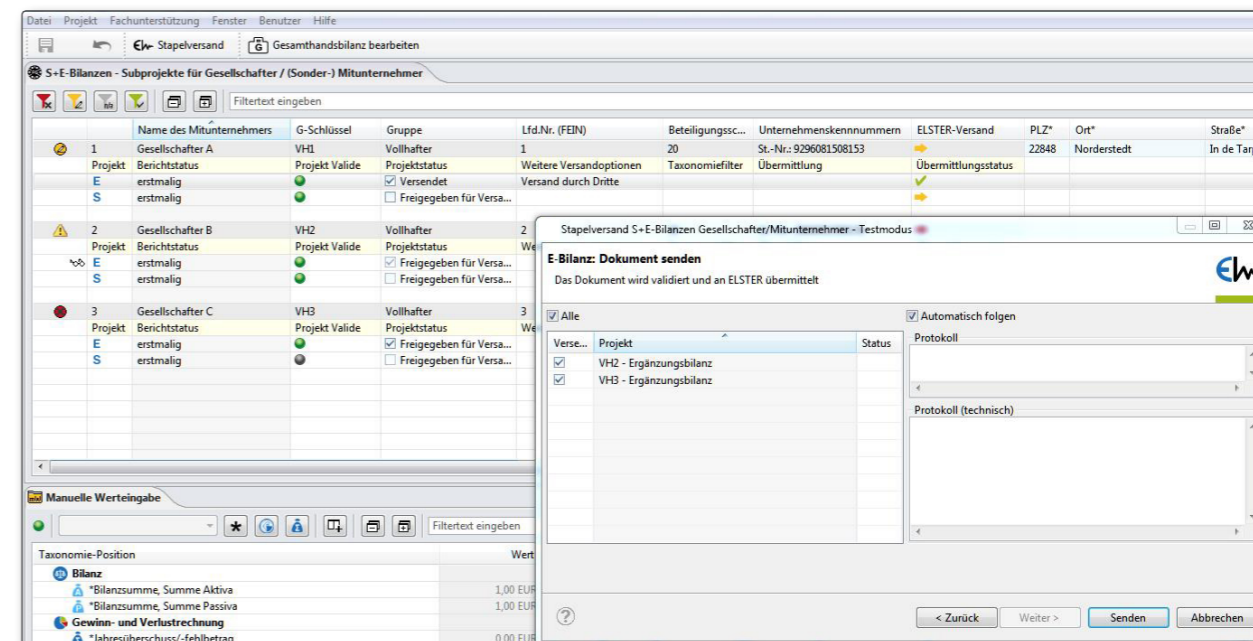 Datei Projekt Fachunterstützung Fenster Benutzer Hilfe
Stapelversand Gesamthandsbilanz bearbeiten
S+E-Bilanzen - Subprojekte für Gesellschafter / (Sonder-) Mitunternehmer
Filtertext eingeben
Name des Mitunternehmers G-Schlüssel Gruppe Lfd.Nr. (FEIN) Beteiligungssc... Unternehmenskennnummern ELSTER-Versand PLZ* Ort* Straße*
1 Gesellschafter A VH1 Vollhafter 1 20 St.-Nr.: 9296081508153 22848 Norderstedt In de Tar
Projekt Berichtstatus Projekt Valide Projektstatus Weitere Versandoptionen Taxonomiefilter Übermittlung Übermittlungsstatus
E erstmalig Versendet Versand durch Dritte
S erstmalig Freigegeben für Versa...
2 Gesellschafter B VH2 Vollhafter 2
Projekt Berichtstatus Projekt Valide Projektstatus We
E erstmalig Freigegeben für Versa...
S erstmalig Freigegeben für Versa...
3 Gesellschafter C VH3 Vollhafter 3
Projekt Berichtstatus Projekt Valide Projektstatus We
E erstmalig Freigegeben für Versa...
S erstmalig Freigegeben für Versa...
Stapelversand S+E-Bilanzen Gesellschafter/Mitunternehmer - Testmodus
E-Bilanz: Dokument senden
Das Dokument wird validiert und an ELSTER übermittelt
Alle Automatisch folgen
Verse... Projekt Status Protokoll
VH2 - Ergänzungsbilanz
VH3 - Ergänzungsbilanz
Protokoll (technisch)
< Zurück Weiter > Senden Abbrechen
Manuelle Werteingabe
Filtertext eingeben
Taxonomie-Position Wert
Bilanz
*Bilanzsumme, Summe Aktiva 1,00 EUR
*Bilanzsumme, Summe Passiva 1,00 EUR
Gewinn- und Verlustrechnung
*Jahresüberschuss/-fehlbetrag 0,00 EUR